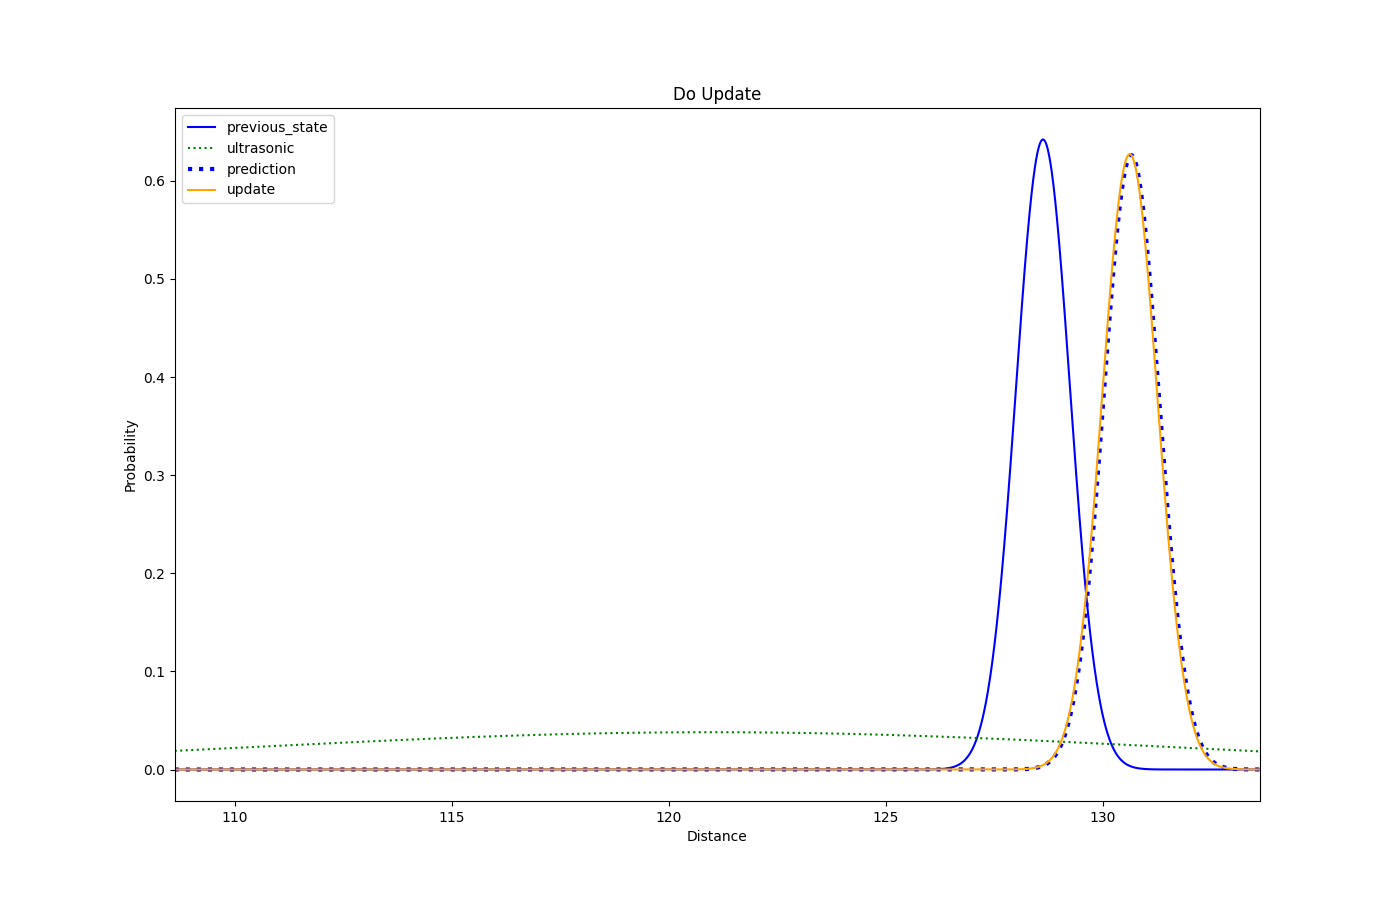 Do Update
previous_state
ultrasonic
prediction
update
Probability
0.6
0.5
0.4
0.3
0.2
0.1
0.0
110 115 120 125 130
Distance